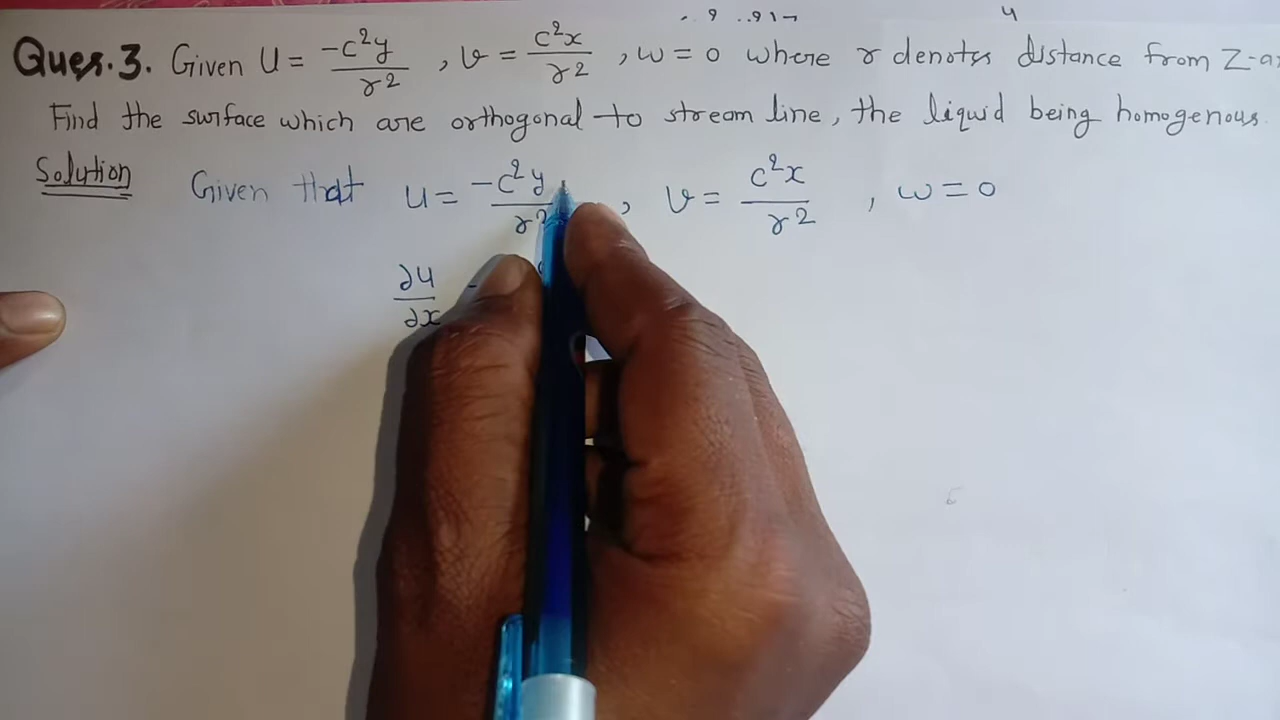 Ques.3. Given U = -c²y/r², v = c²x/r², w = 0 where r denotes distance from Z-
Find the surface which are orthogonal to stream line, the liquid being homogenous.
Solution Given that u = -c²y/r², v = c²x/r², w = 0
∂u/∂x